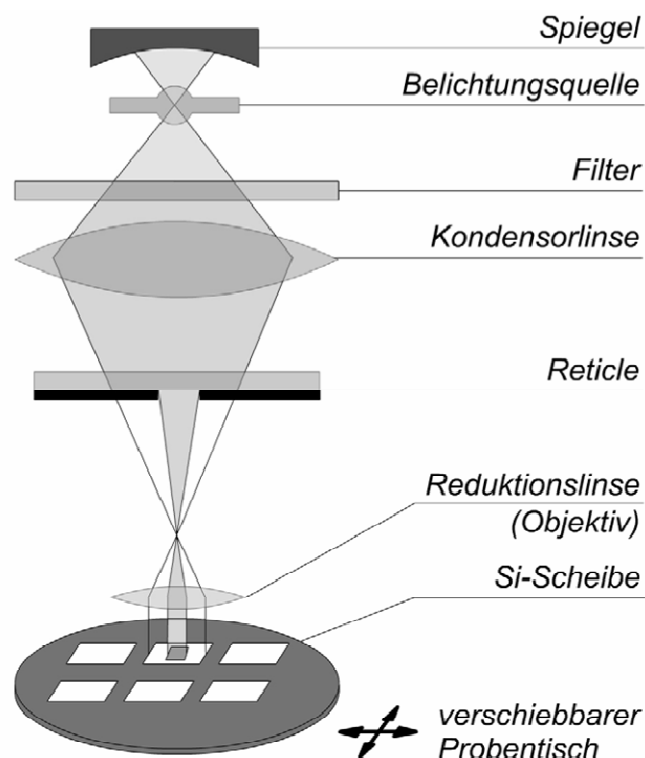 Spiegel
Belichtungsquelle
Filter
Kondensorlinse
Reticle
Reduktionslinse
(Objektiv)
Si-Scheibe
verschiebbarer
Probentisch